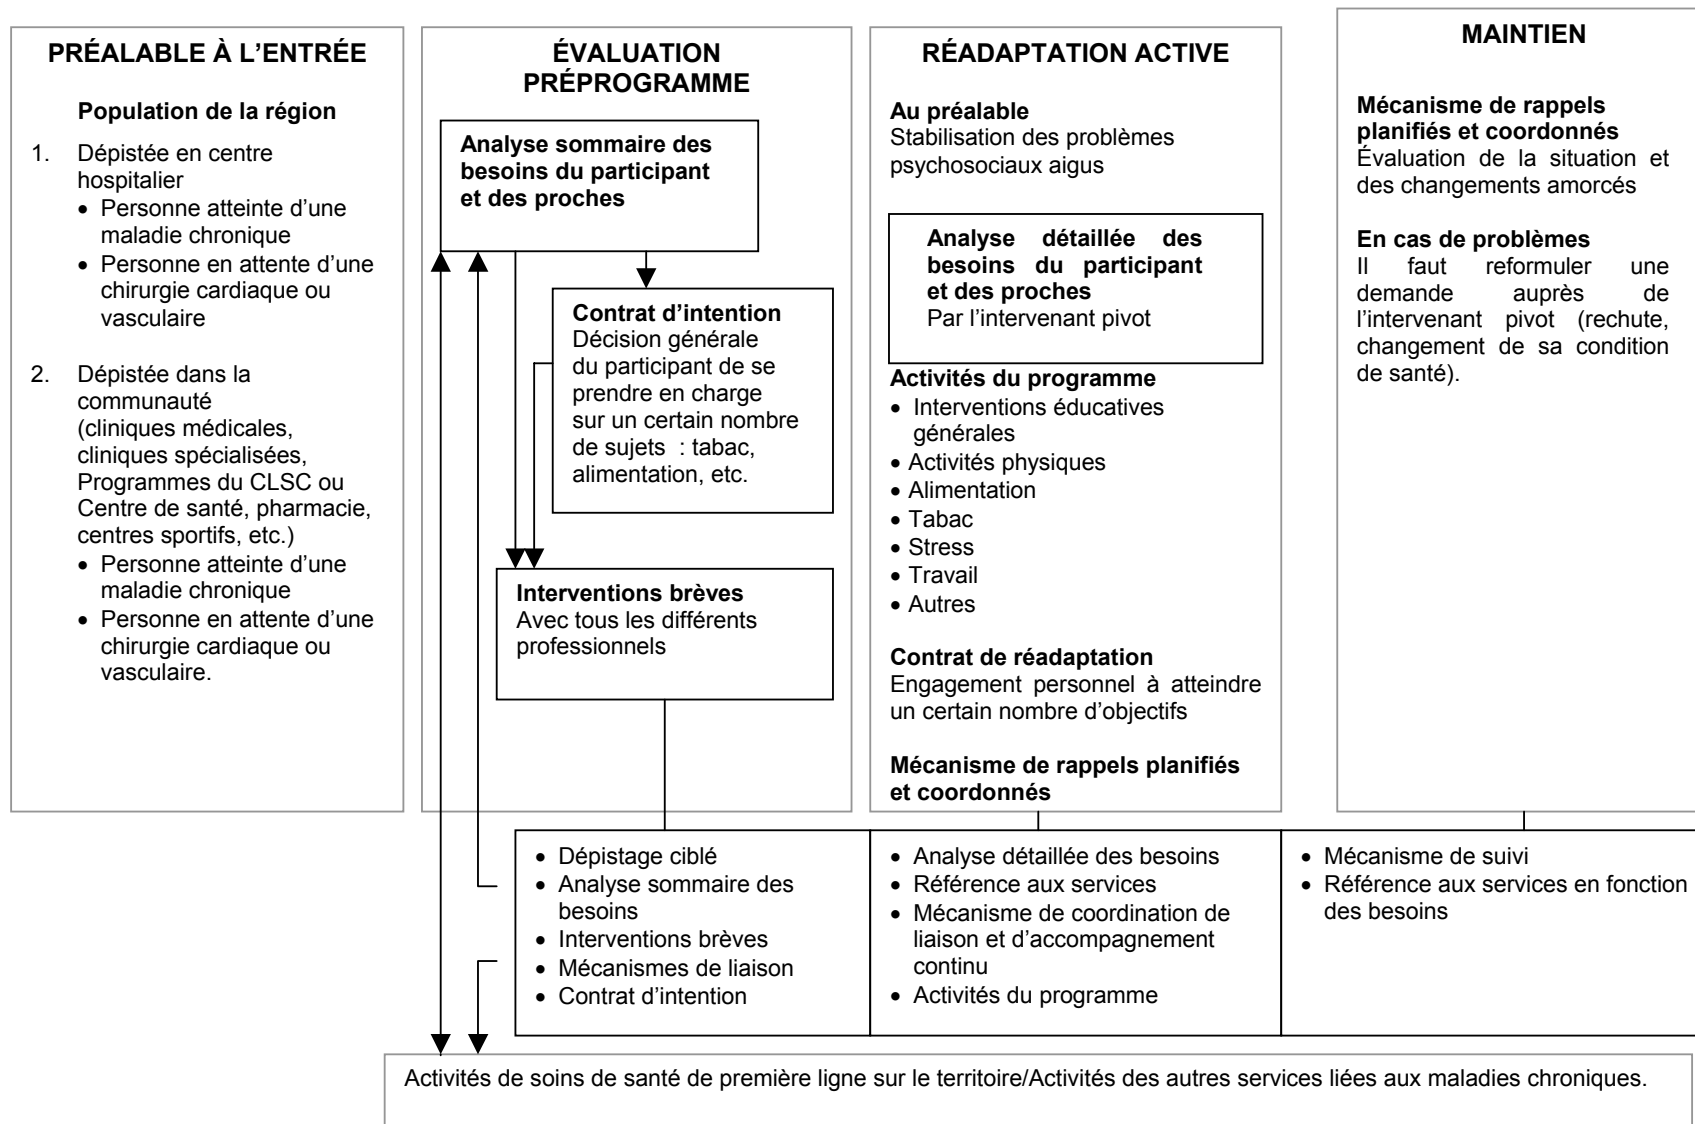 PRÉALABLE À L'ENTRÉE
Population de la région
1. Dépistée en centre
hospitalier
• Personne atteinte d'une
maladie chronique
• Personne en attente d'une
chirurgie cardiaque ou
vasculaire
2. Dépistée dans la
communauté
(cliniques médicales,
cliniques spécialisées,
Programmes du CLSC ou
Centre de santé, pharmacie,
centres sportifs, etc.)
• Personne atteinte d'une
maladie chronique
• Personne en attente d'une
chirurgie cardiaque ou
vasculaire.
ÉVALUATION
PRÉPROGRAMME
Analyse sommaire des
besoins du participant
et des proches
Contrat d'intention
Décision générale
du participant de se
prendre en charge
sur un certain nombre
de sujets : tabac,
alimentation, etc.
Interventions brèves
Avec tous les différents
professionnels
RÉADAPTATION ACTIVE
Au préalable
Stabilisation des problèmes
psychosociaux aigus
Analyse détaillée des
besoins du participant
et des proches
Par l'intervenant pivot
Activités du programme
• Interventions éducatives
générales
• Activités physiques
• Alimentation
• Tabac
• Stress
• Travail
• Autres
Contrat de réadaptation
Engagement personnel à atteindre
un certain nombre d'objectifs
Mécanisme de rappels planifiés
et coordonnés
MAINTIEN
Mécanisme de rappels
planifiés et coordonnés
Évaluation de la situation et
des changements amorcés
En cas de problèmes
Il faut reformuler une
demande auprès de
l'intervenant pivot (rechute,
changement de sa condition
de santé).
• Dépistage ciblé
• Analyse sommaire des
besoins
• Interventions brèves
• Mécanismes de liaison
• Contrat d'intention
• Analyse détaillée des besoins
• Référence aux services
• Mécanisme de coordination de
liaison et d'accompagnement
continu
• Activités du programme
• Mécanisme de suivi
• Référence aux services en fonction
des besoins
Activités de soins de santé de première ligne sur le territoire/Activités des autres services liées aux maladies chroniques.